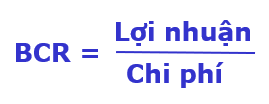 BCR = Lợi nhuận
Chi phí